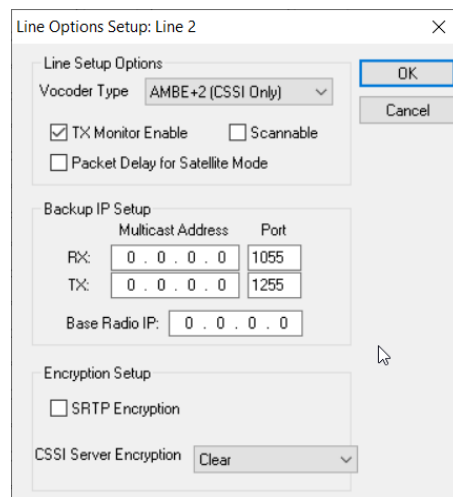 Line Options Setup: Line 2
Line Setup Options
OK
Vocoder Type AMBE+2 (CSSI Only)
Cancel
TX Monitor Enable Scannable
Packet Delay for Satellite Mode
Backup IP Setup
Multicast Address Port
RX: 0 . 0 . 0 . 0 1055
TX: 0 . 0 . 0 . 0 1255
Base Radio IP: 0 . 0 . 0 . 0
Encryption Setup
SRTP Encryption
CSSI Server Encryption Clear